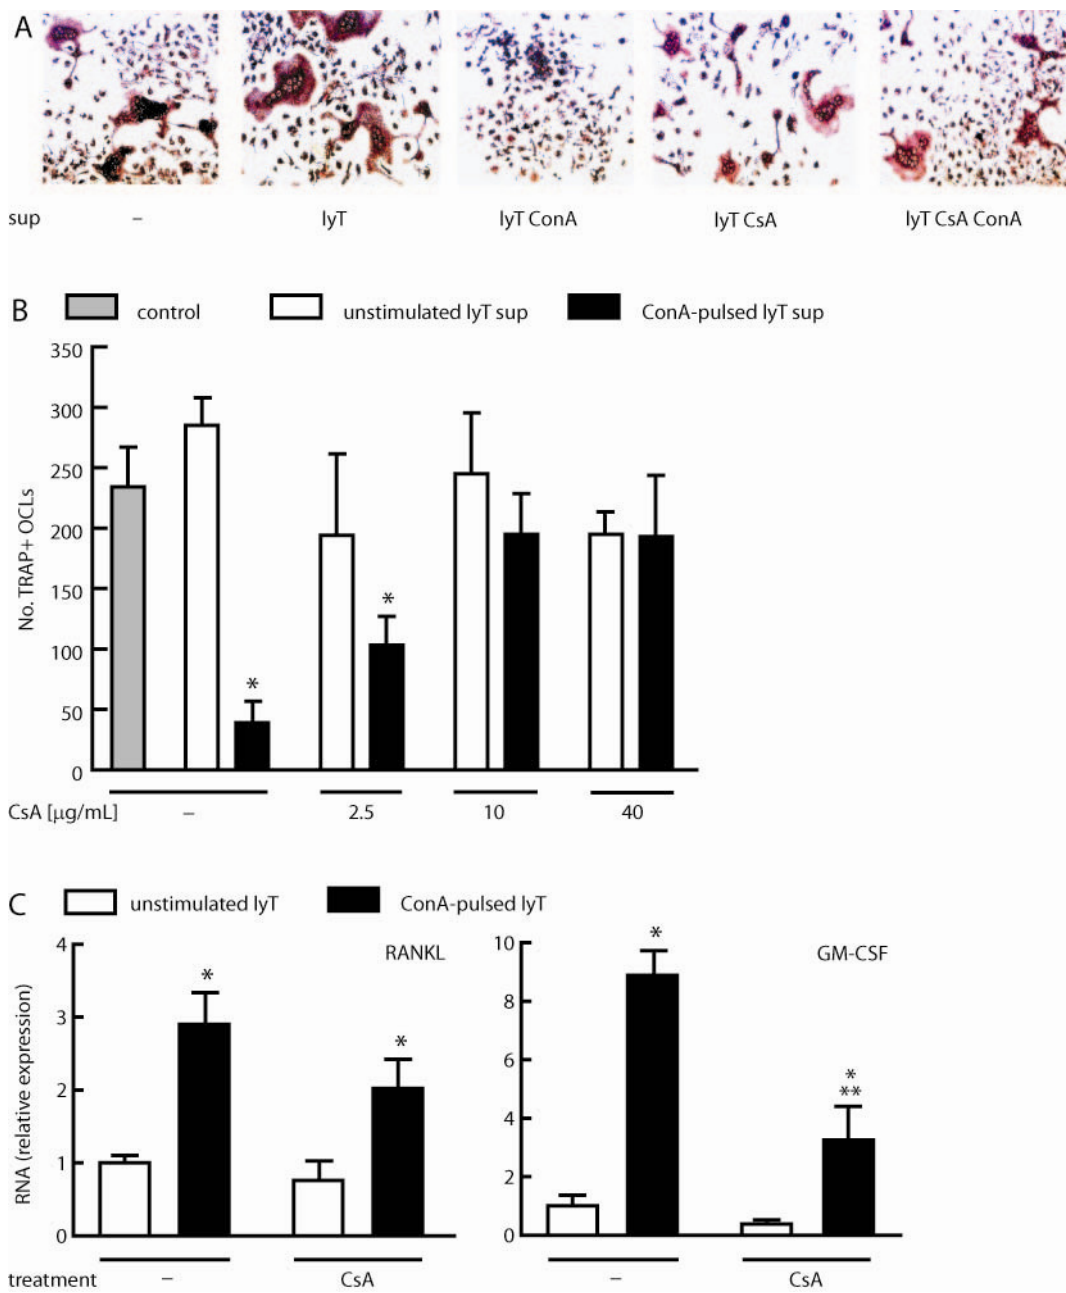 A
sup – lyT lyT ConA lyT CsA lyT CsA ConA
B control unstimulated lyT sup ConA-pulsed lyT sup
No. TRAP+ OCLs
350
300
250
200
150
100
50
0
*
*
CsA [µg/mL] – 2.5 10 40
C unstimulated lyT ConA-pulsed lyT
RNA (relative expression)
RANKL
4
3
2
1
0
*
*
GM-CSF
10
8
6
4
2
0
*
*
**
treatment – CsA – CsA